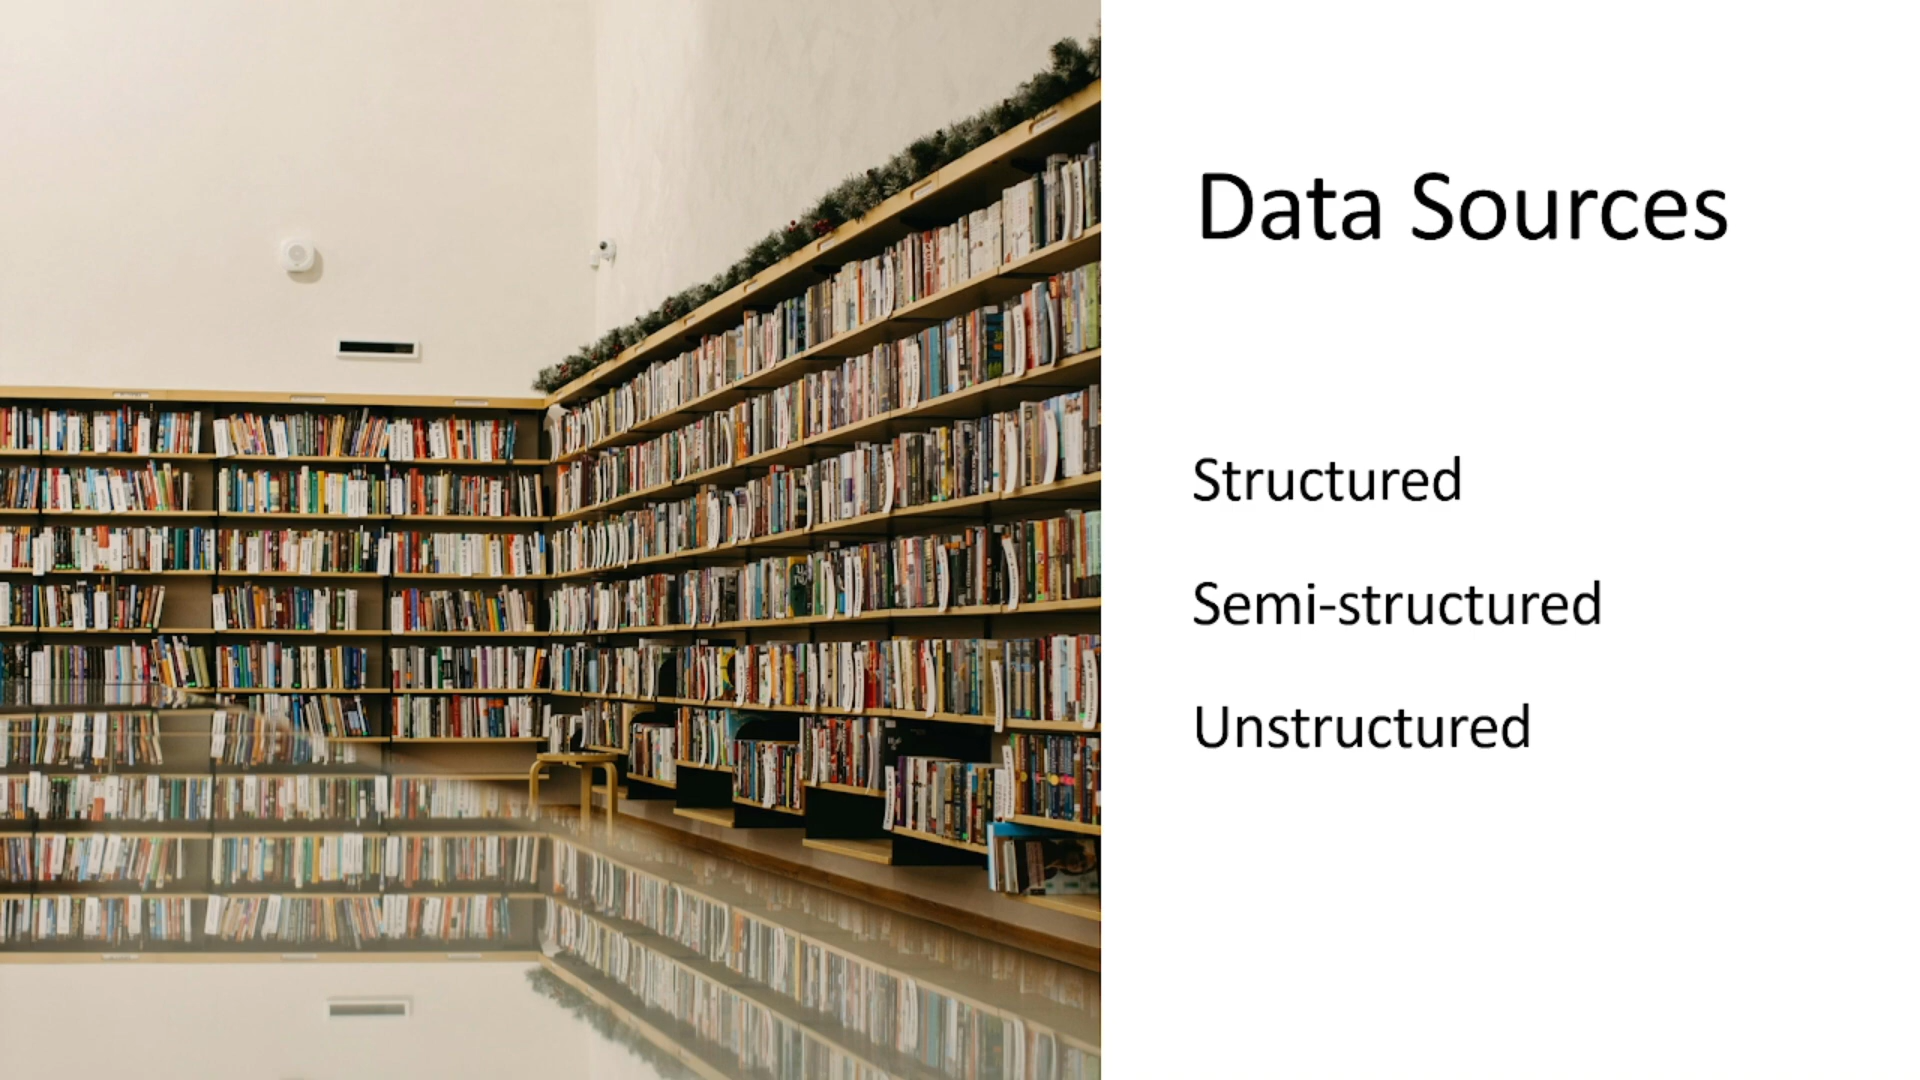 Data Sources
Structured
Semi-structured
Unstructured